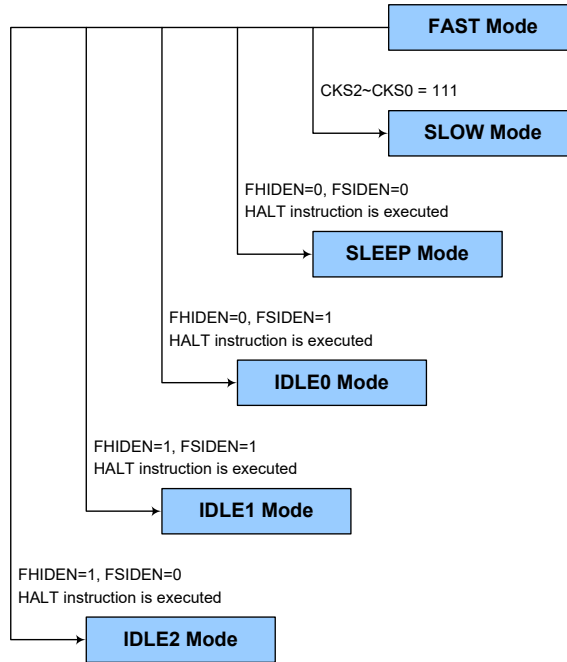 FAST Mode
CKS2~CKS0 = 111
SLOW Mode
FHIDEN=0, FSIDEN=0
HALT instruction is executed
SLEEP Mode
FHIDEN=0, FSIDEN=1
HALT instruction is executed
IDLE0 Mode
FHIDEN=1, FSIDEN=1
HALT instruction is executed
IDLE1 Mode
FHIDEN=1, FSIDEN=0
HALT instruction is executed
IDLE2 Mode